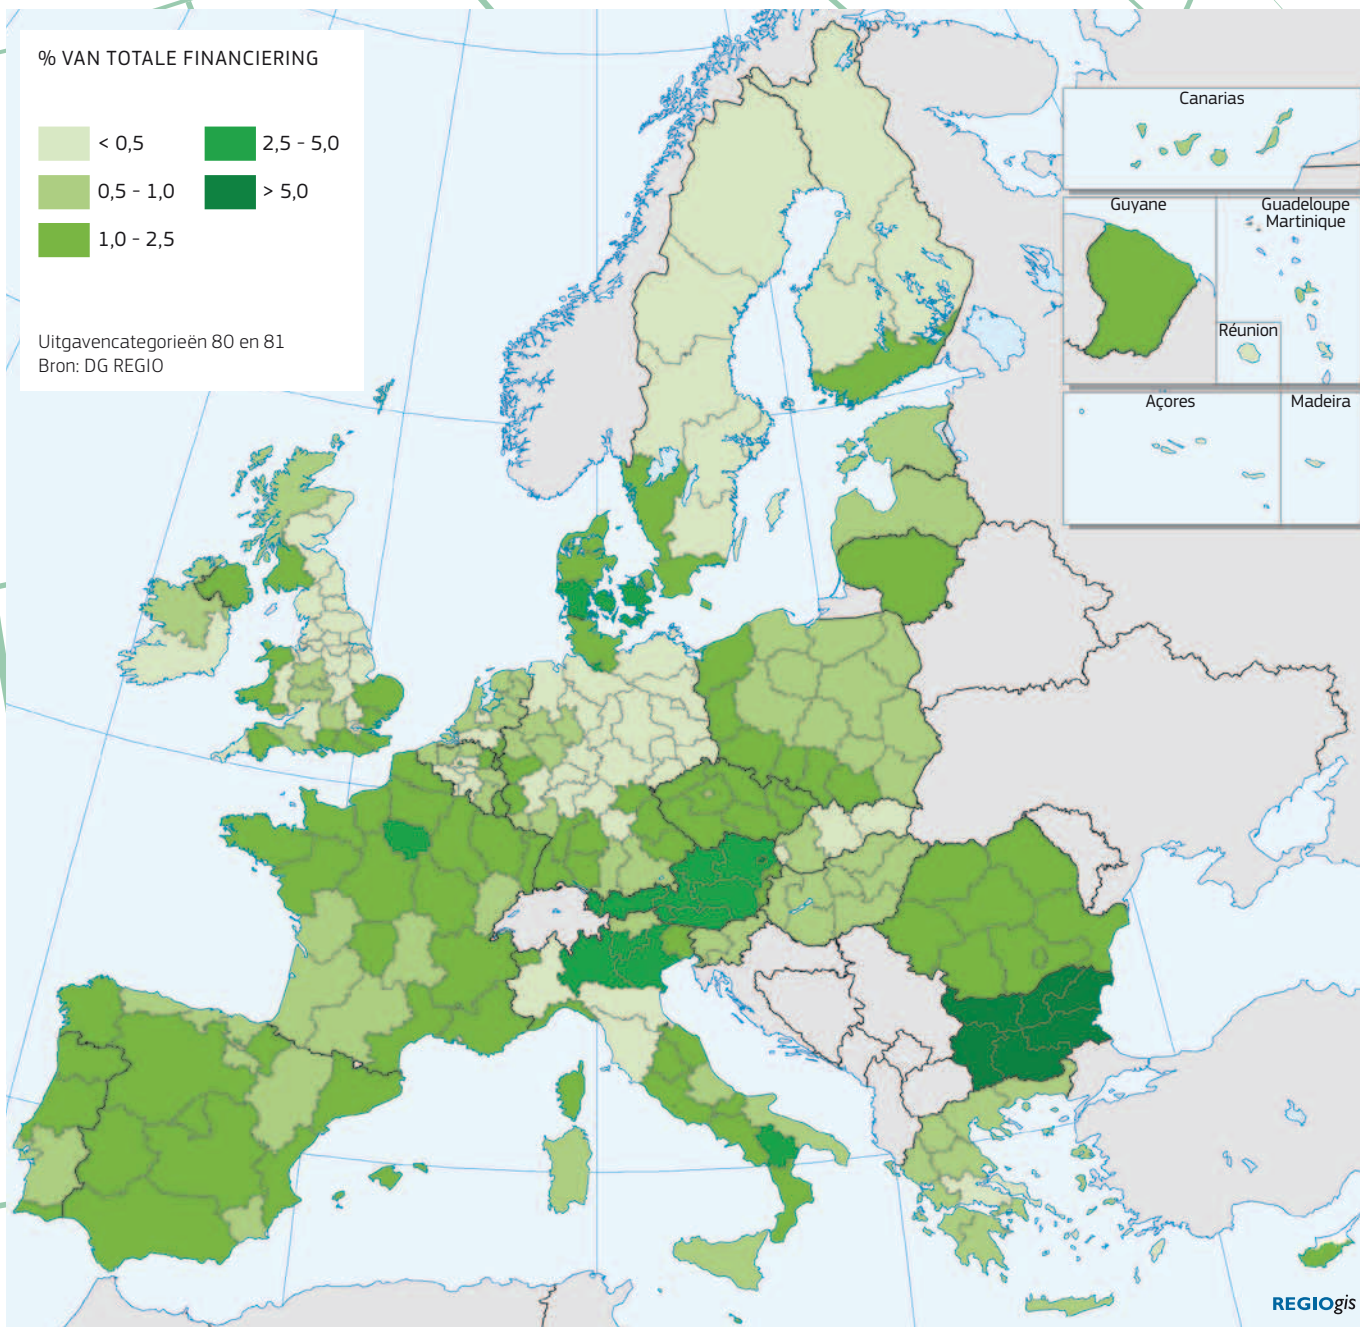 % VAN TOTALE FINANCIERING
< 0,5
0,5 - 1,0
1,0 - 2,5
2,5 - 5,0
> 5,0
Uitgavencategorieën 80 en 81
Bron: DG REGIO
Canarias
Guyane
Guadeloupe
Martinique
Réunion
Açores
Madeira
REGIOgis